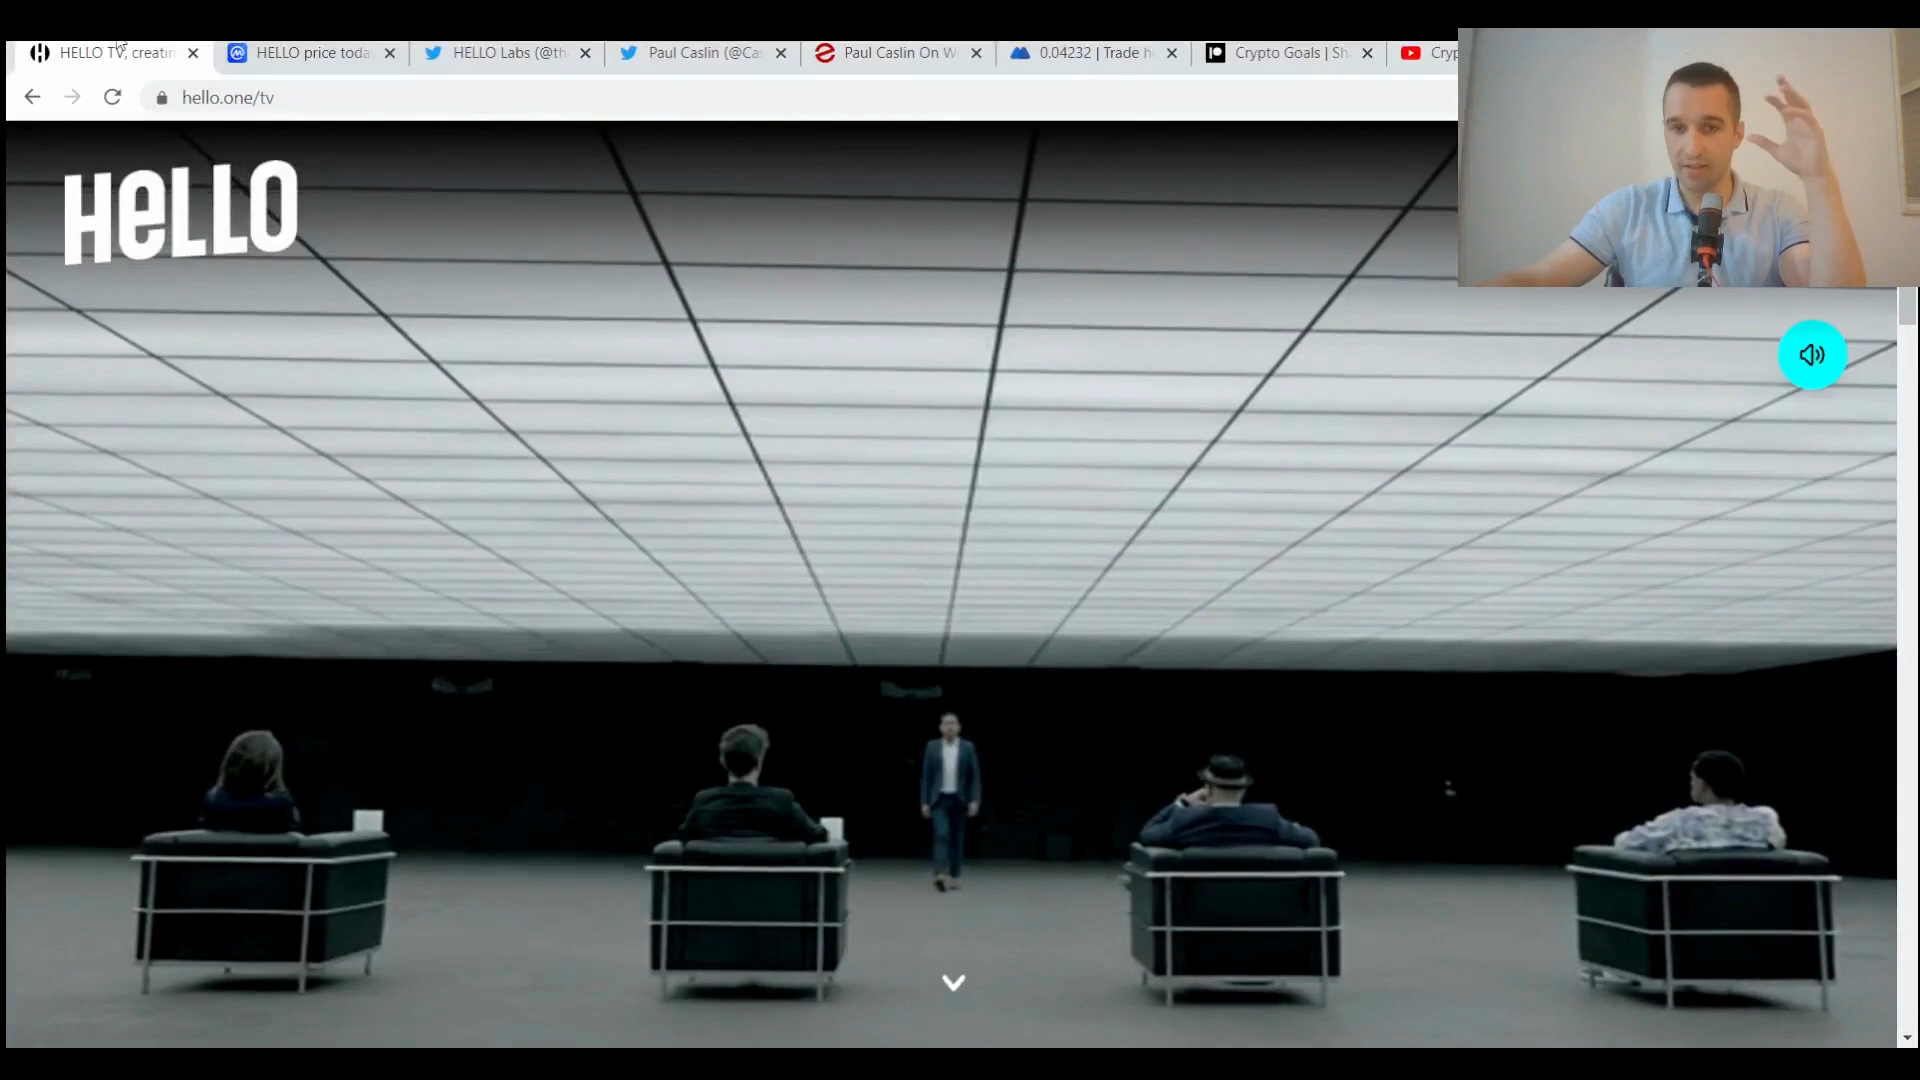 HELLO TV, creatin
HELLO price toda
HELLO Labs (@th
Paul Caslin (@Cas
Paul Caslin On W
0.04232 | Trade h
Crypto Goals | Sh
Cryp
hello.one/tv
HeLLO